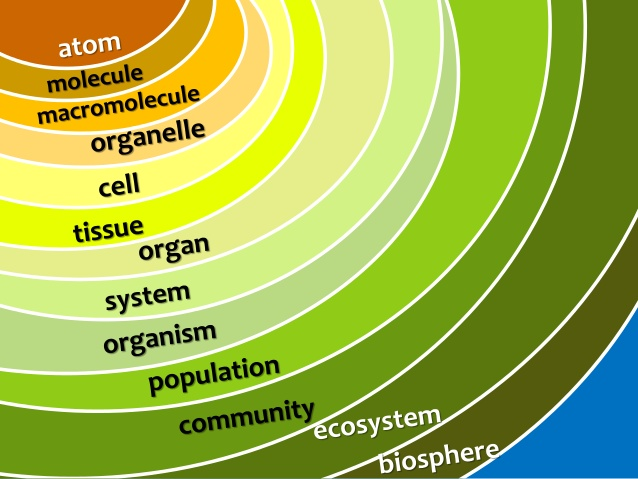 atom
molecule
macromolecule
organelle
cell
tissue
organ
system
organism
population
community
ecosystem
biosphere